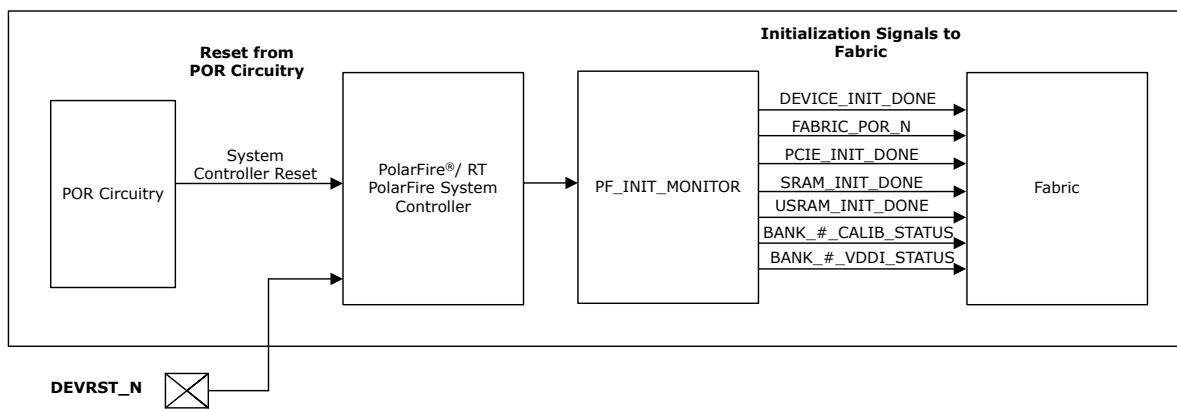 Reset from
POR Circuitry
Initialization Signals to
Fabric
POR Circuitry
System
Controller Reset
PolarFire®/ RT
PolarFire System
Controller
PF_INIT_MONITOR
DEVICE_INIT_DONE
FABRIC_POR_N
PCIE_INIT_DONE
SRAM_INIT_DONE
USRAM_INIT_DONE
BANK_#_CALIB_STATUS
BANK_#_VDDI_STATUS
Fabric
DEVRST_N